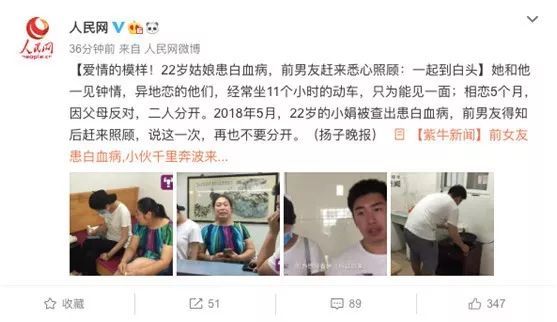 人民网
people.cn
人民网
36分钟前 来自 人民网微博
【爱情的模样！22岁姑娘患白血病，前男友赶来悉心照顾：一起到白头】她和他
一见钟情，异地恋的他们，经常坐11个小时的动车，只为能见一面；相恋5个月，
因父母反对，二人分开。2018年5月，22岁的小娟被查出患白血病，前男友得知
后赶来照顾，说这一次，再也不要分开。（扬子晚报） 【紫牛新闻】前女友
患白血病,小伙千里奔波来...
收藏 51 89 347